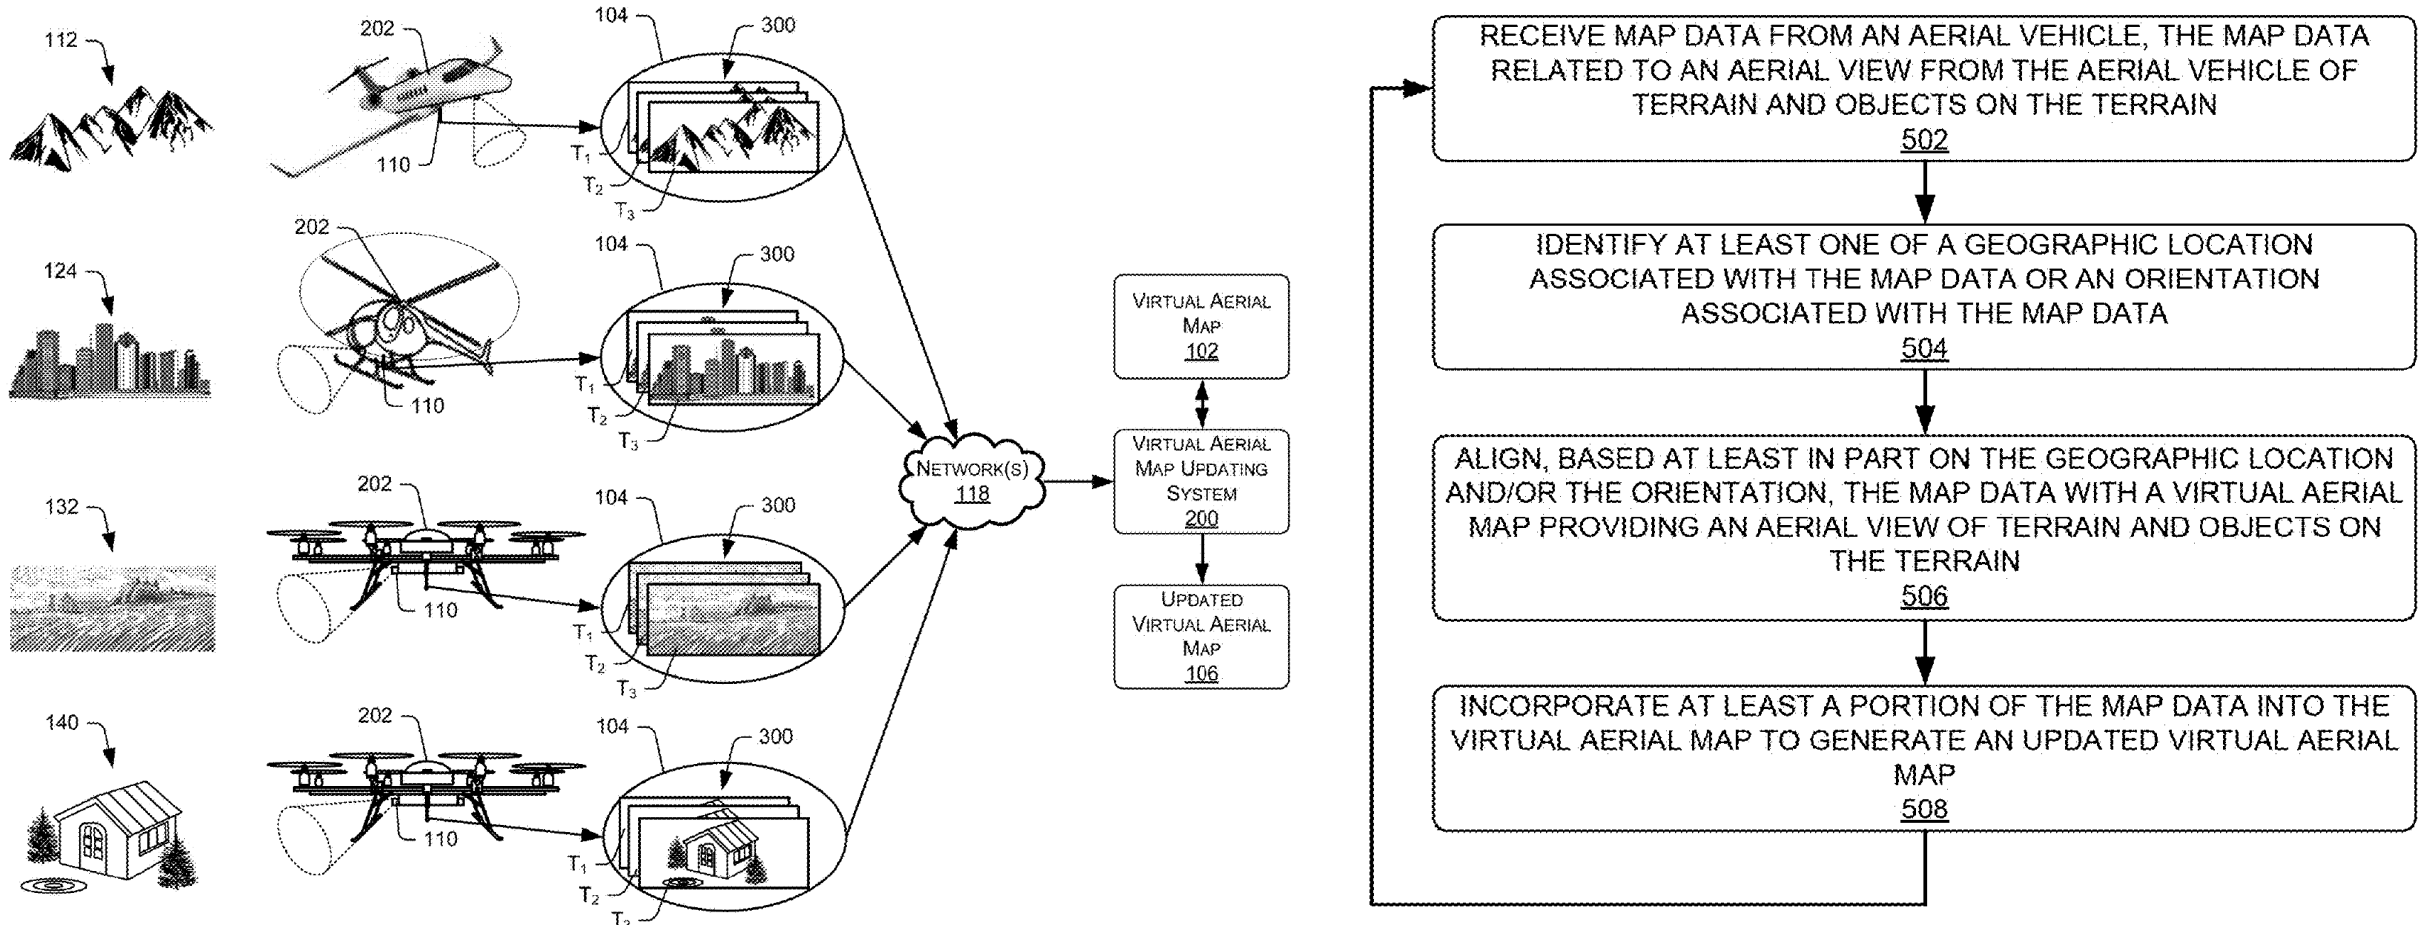 112
202
110
104
300
T1
T2
T3
124
202
110
104
300
T1
T2
T3
132
202
110
104
300
T1
T2
T3
140
202
110
104
300
T1
T2
NETWORK(S)
118
VIRTUAL AERIAL
MAP
102
VIRTUAL AERIAL
MAP UPDATING
SYSTEM
200
UPDATED
VIRTUAL AERIAL
MAP
106
RECEIVE MAP DATA FROM AN AERIAL VEHICLE, THE MAP DATA
RELATED TO AN AERIAL VIEW FROM THE AERIAL VEHICLE OF
TERRAIN AND OBJECTS ON THE TERRAIN
502
IDENTIFY AT LEAST ONE OF A GEOGRAPHIC LOCATION
ASSOCIATED WITH THE MAP DATA OR AN ORIENTATION
ASSOCIATED WITH THE MAP DATA
504
ALIGN, BASED AT LEAST IN PART ON THE GEOGRAPHIC LOCATION
AND/OR THE ORIENTATION, THE MAP DATA WITH A VIRTUAL AERIAL
MAP PROVIDING AN AERIAL VIEW OF TERRAIN AND OBJECTS ON
THE TERRAIN
506
INCORPORATE AT LEAST A PORTION OF THE MAP DATA INTO THE
VIRTUAL AERIAL MAP TO GENERATE AN UPDATED VIRTUAL AERIAL
MAP
508